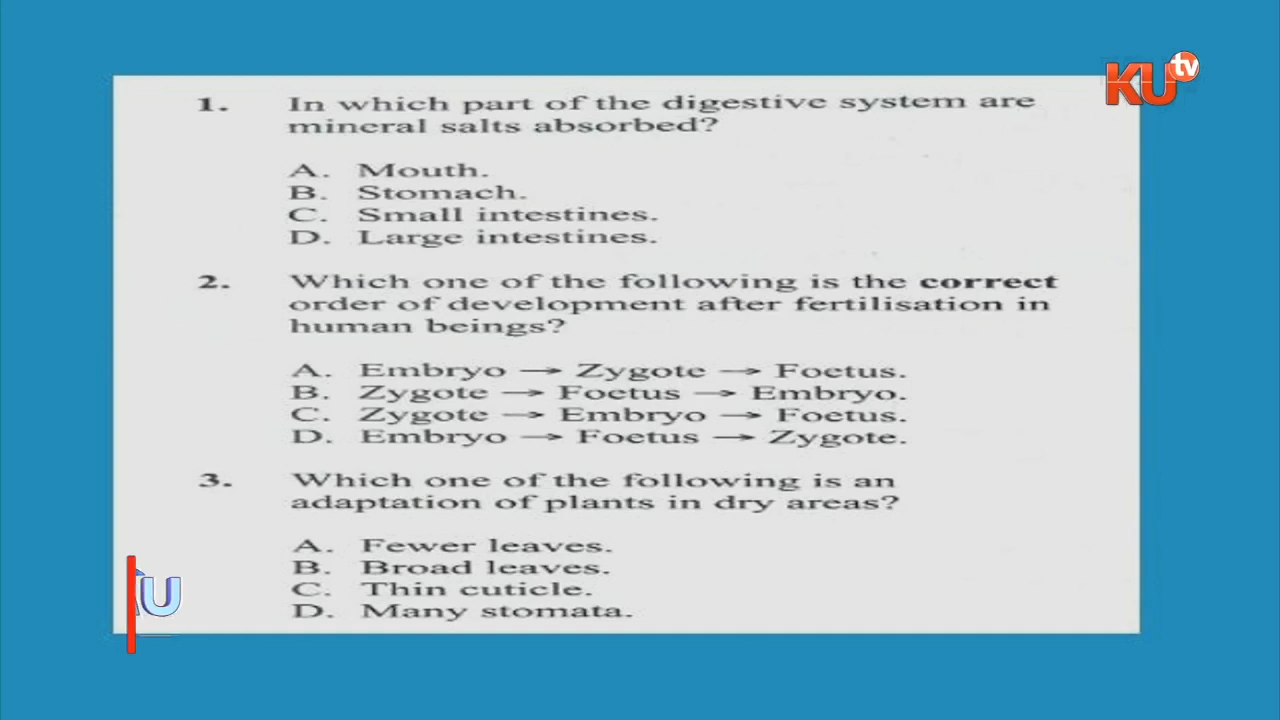 KU tv
1. In which part of the digestive system are
mineral salts absorbed?
A. Mouth.
B. Stomach.
C. Small intestines.
D. Large intestines.
2. Which one of the following is the correct
order of development after fertilisation in
human beings?
A. Embryo → Zygote → Foetus.
B. Zygote → Foetus → Embryo.
C. Zygote → Embryo → Foetus.
D. Embryo → Foetus → Zygote.
3. Which one of the following is an
adaptation of plants in dry areas?
A. Fewer leaves.
B. Broad leaves.
C. Thin cuticle.
D. Many stomata.
U